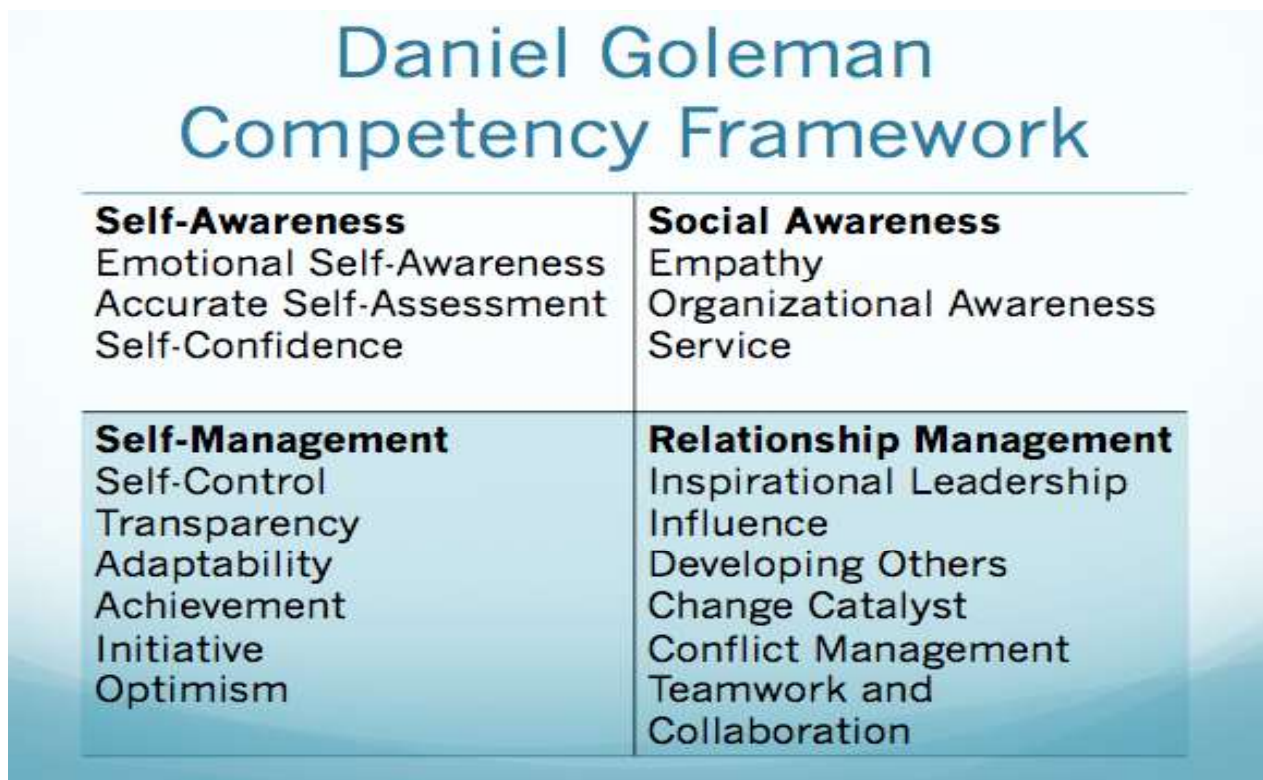 Daniel Goleman
Competency Framework
Self-Awareness
Emotional Self-Awareness
Accurate Self-Assessment
Self-Confidence
Social Awareness
Empathy
Organizational Awareness
Service
Self-Management
Self-Control
Transparency
Adaptability
Achievement
Initiative
Optimism
Relationship Management
Inspirational Leadership
Influence
Developing Others
Change Catalyst
Conflict Management
Teamwork and
Collaboration